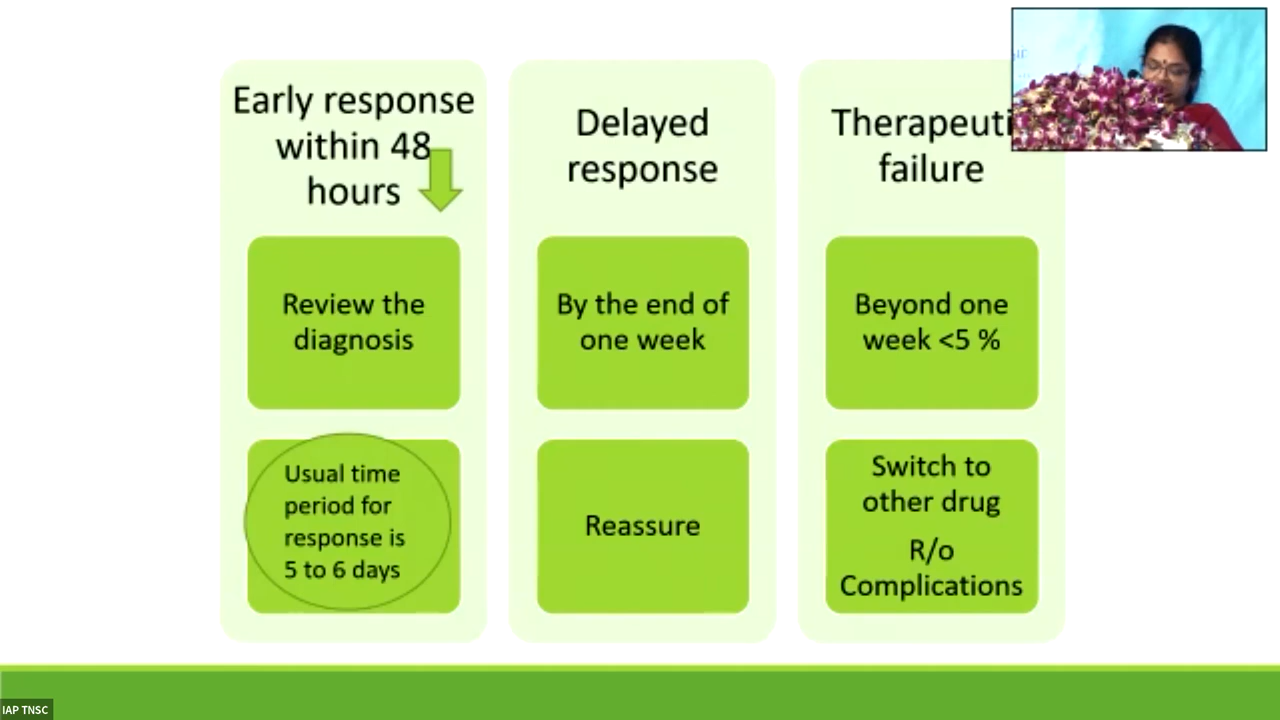 Early response
within 48
hours
Review the
diagnosis
Usual time
period for
response is
5 to 6 days
Delayed
response
By the end of
one week
Reassure
Therapeuti
failure
Beyond one
week <5 %
Switch to
other drug
R/o
Complications
IAP TNSC